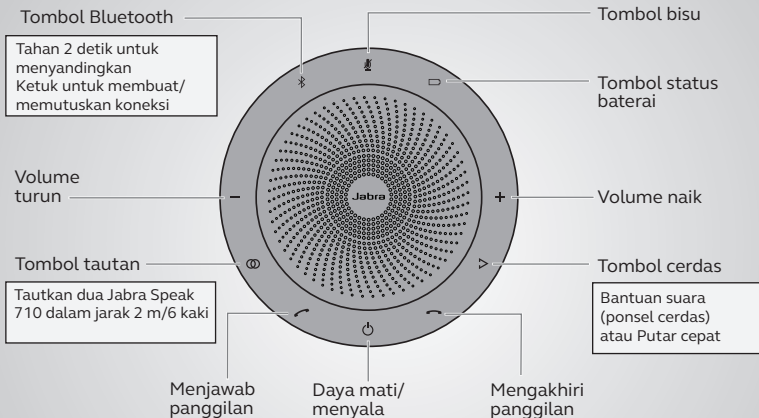 Tombol Bluetooth
Tahan 2 detik untuk
menyandingkan
Ketuk untuk membuat/
memutuskan koneksi
Tombol bisu
Tombol status
baterai
Volume
turun
Jabra
Volume naik
Tombol tautan
Tautkan dua Jabra Speak
710 dalam jarak 2 m/6 kaki
Tombol cerdas
Bantuan suara
(ponsel cerdas)
atau Putar cepat
Menjawab
panggilan
Daya mati/
menyala
Mengakhiri
panggilan